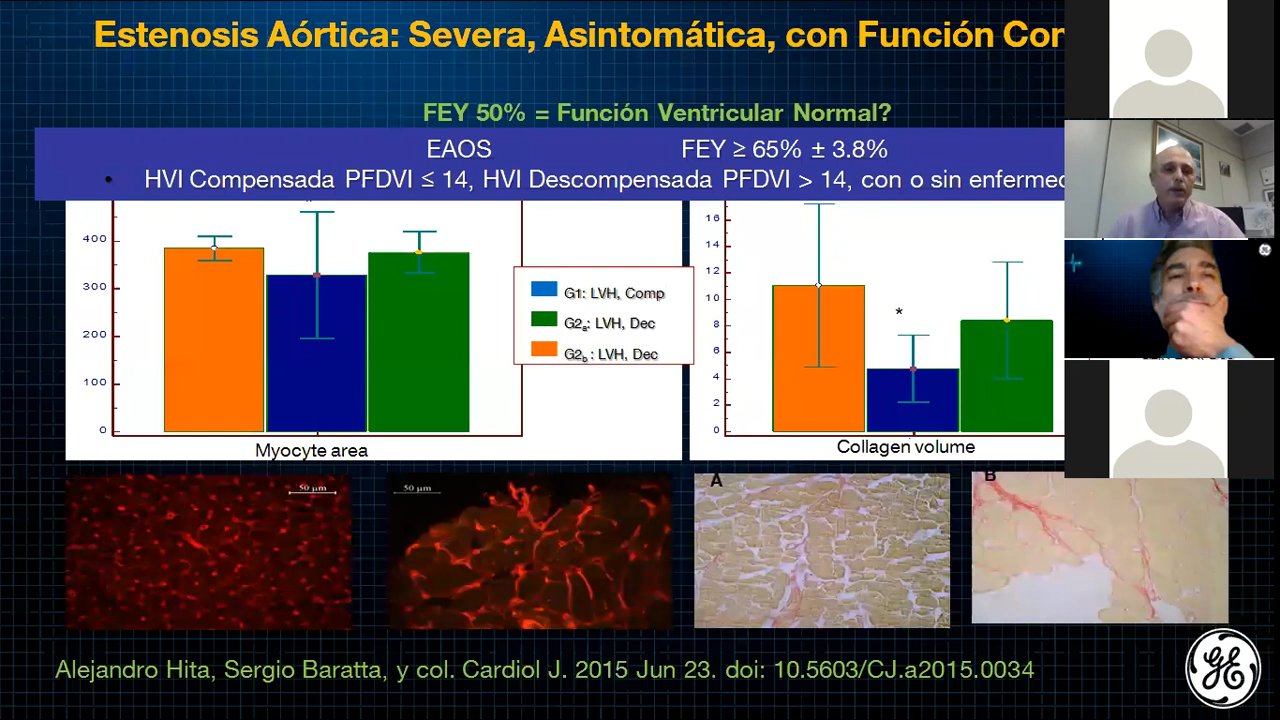 Estenosis Aórtica: Severa, Asintomática, con Función
FEY 50% = Función Ventricular Normal?
EAOS FEY ≥ 65% ± 3.8%
• HVI Compensada PFDVI ≤ 14, HVI Descompensada PFDVI > 14, con o sin
400
300
200
100
0
Myocyte area
G1: LVH, Comp
G2a: LVH, Dec
G2b: LVH, Dec
16
14
12
10
8
6
4
2
0
*
Collagen volume
50 µm
50 µm
A
B
Alejandro Hita, Sergio Baratta, y col. Cardiol J. 2015 Jun 23. doi: 10.5603/CJ.a2015.0034
GE